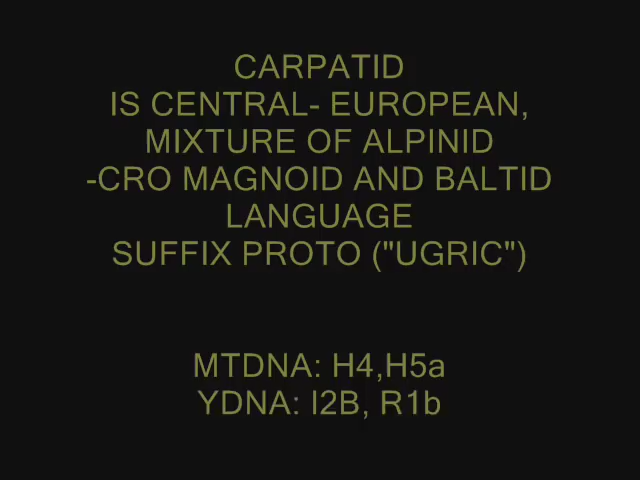 CARPATID
IS CENTRAL- EUROPEAN,
MIXTURE OF ALPINID
-CRO MAGNOID AND BALTID
LANGUAGE
SUFFIX PROTO ("UGRIC")
MTDNA: H4,H5a
YDNA: I2B, R1b